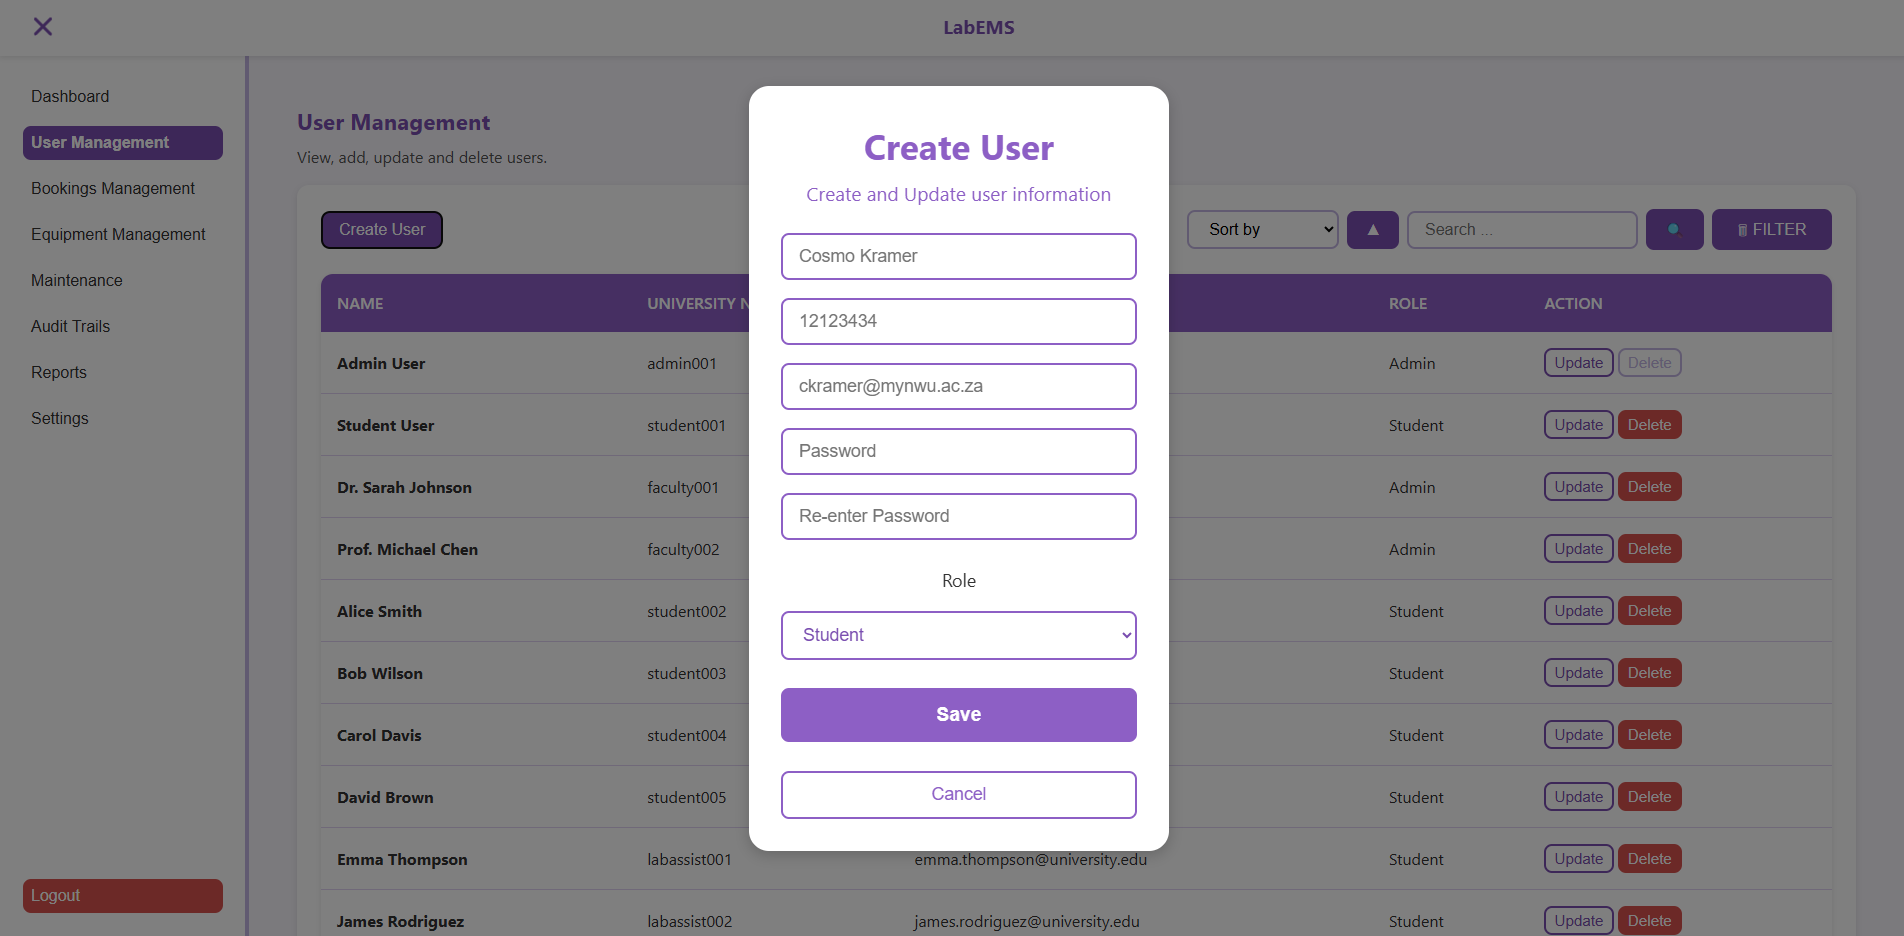 LabEMS
Dashboard
User Management
Bookings Management
Equipment Management
Maintenance
Audit Trails
Reports
Settings
Logout
User Management
View, add, update and delete users.
Create User
Sort by
▲
Search ...
FILTER
NAME UNIVERSITY ROLE ACTION
Admin User admin001 Admin Update Delete
Student User student001 Student Update Delete
Dr. Sarah Johnson faculty001 Admin Update Delete
Prof. Michael Chen faculty002 Admin Update Delete
Alice Smith student002 Student Update Delete
Bob Wilson student003 Student Update Delete
Carol Davis student004 Student Update Delete
David Brown student005 Student Update Delete
Emma Thompson labassist001 emma.thompson@university.edu Student Update Delete
James Rodriguez labassist002 james.rodriguez@university.edu Student Update Delete
Create User
Create and Update user information
Cosmo Kramer
12123434
ckramer@mynwu.ac.za
Password
Re-enter Password
Role
Student
Save
Cancel